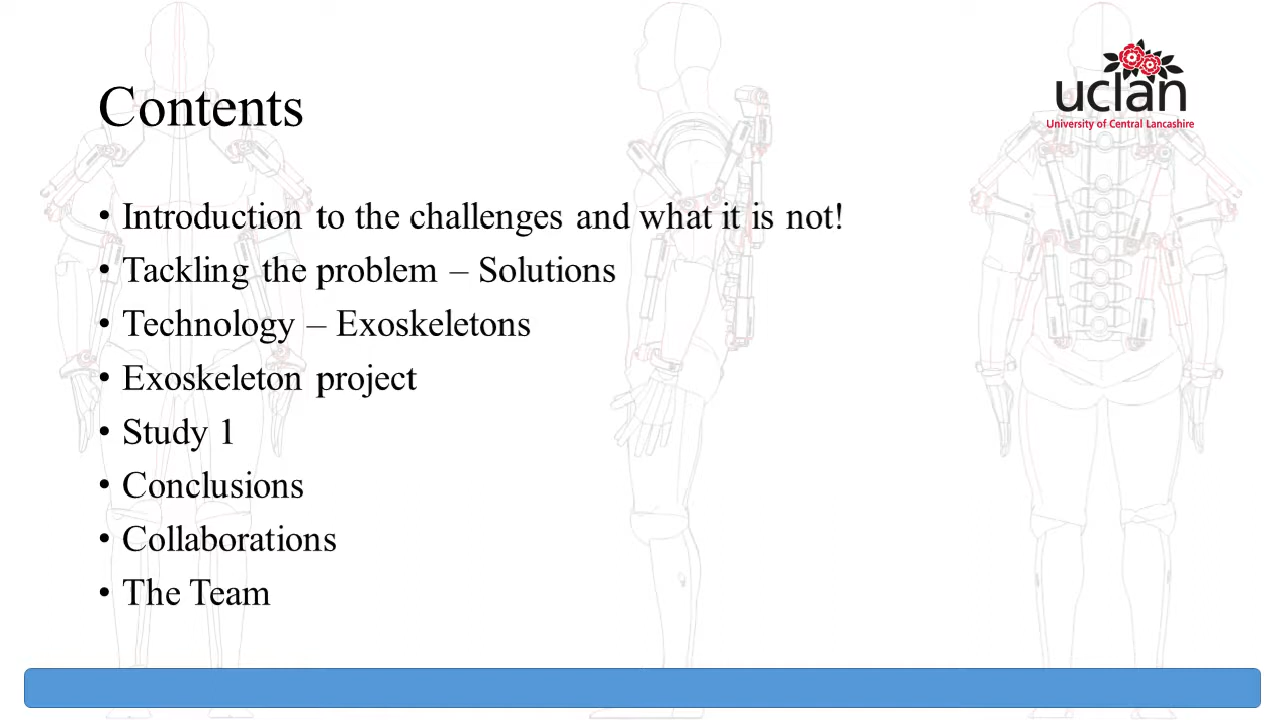 uclan
University of Central Lancashire
Contents
• Introduction to the challenges and what it is not!
• Tackling the problem – Solutions
• Technology – Exoskeletons
• Exoskeleton project
• Study 1
• Conclusions
• Collaborations
• The Team